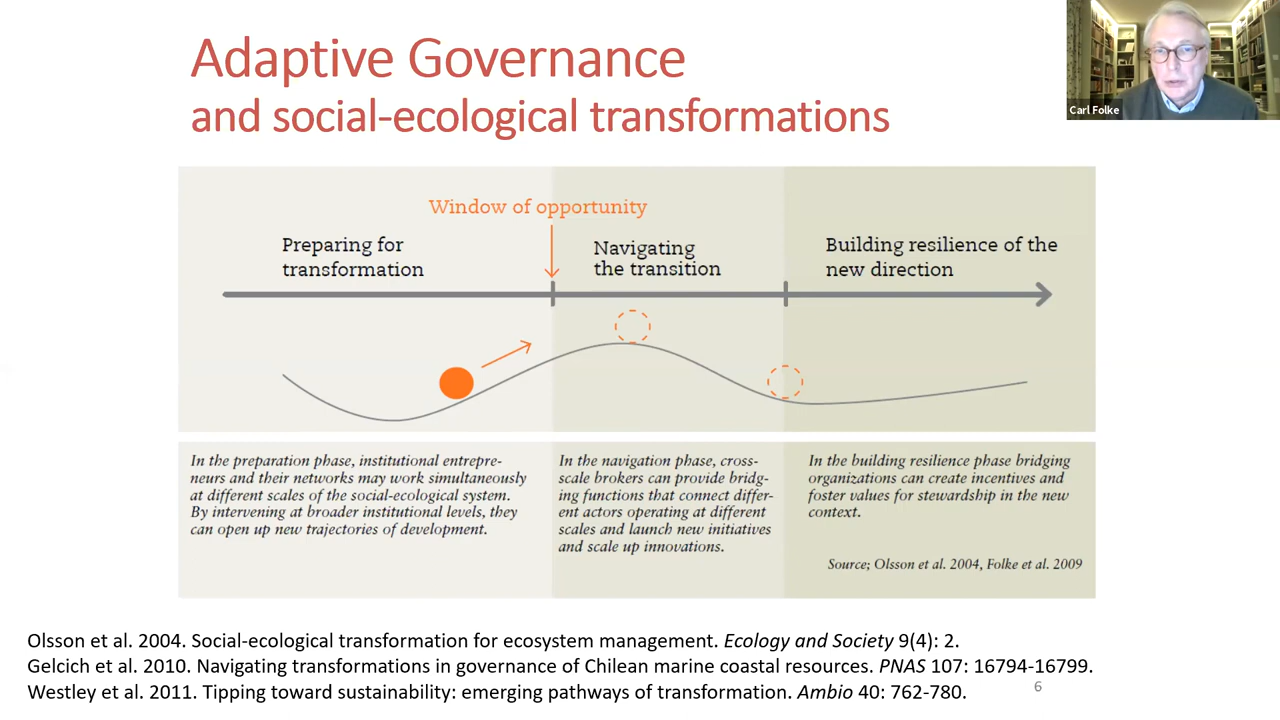 Adaptive Governance
and social-ecological transformations
Carl Folke
Window of opportunity
Preparing for
transformation
Navigating
the transition
Building resilience of the
new direction
In the preparation phase, institutional entrepre-
neurs and their networks may work simultaneously
at different scales of the social-ecological system.
By intervening at broader institutional levels, they
can open up new trajectories of development.
In the navigation phase, cross-
scale brokers can provide bridg-
ing functions that connect differ-
ent actors operating at different
scales and launch new initiatives
and scale up innovations.
In the building resilience phase bridging
organizations can create incentives and
foster values for stewardship in the new
context.
Source; Olsson et al. 2004, Folke et al. 2009
Olsson et al. 2004. Social-ecological transformation for ecosystem management. Ecology and Society 9(4): 2.
Gelcich et al. 2010. Navigating transformations in governance of Chilean marine coastal resources. PNAS 107: 16794-16799.
Westley et al. 2011. Tipping toward sustainability: emerging pathways of transformation. Ambio 40: 762-780.
6